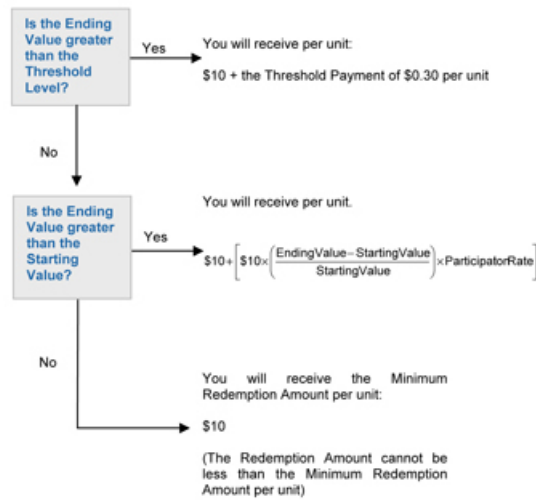 Is the Ending
Value greater
than the
Threshold
Level?
Yes
You will receive per unit:
$10 + the Threshold Payment of $0.30 per unit
No
Is the Ending
Value greater
than the
Starting
Value?
Yes
You will receive per unit.
$10+[$10×(EndingValue–StartingValue/StartingValue)×ParticipatorRate]
No
You will receive the Minimum
Redemption Amount per unit:
$10
(The Redemption Amount cannot be
less than the Minimum Redemption
Amount per unit)